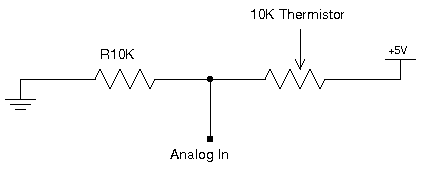 10K Thermistor
R10K
+5V
Analog In